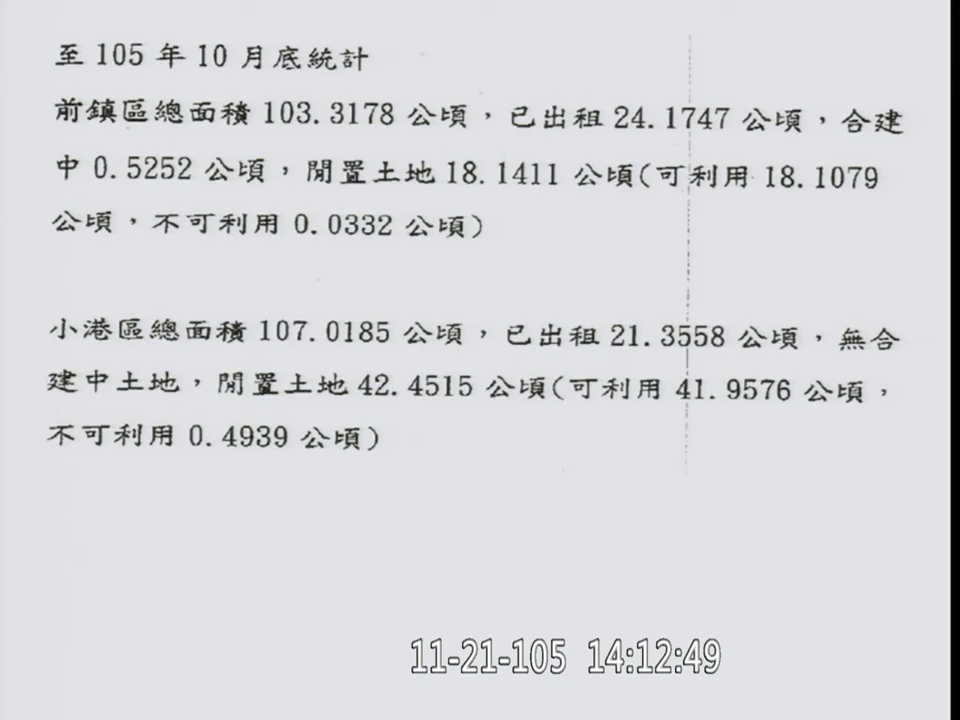 至 105 年 10 月底統計
前鎮區總面積 103.3178 公頃，已出租 24.1747 公頃，合建
中 0.5252 公頃，閒置土地 18.1411 公頃(可利用 18.1079
公頃，不可利用 0.0332 公頃)
小港區總面積 107.0185 公頃，已出租 21.3558 公頃，無合
建中土地，閒置土地 42.4515 公頃(可利用 41.9576 公頃，
不可利用 0.4939 公頃)
11-21-105 14:12:49